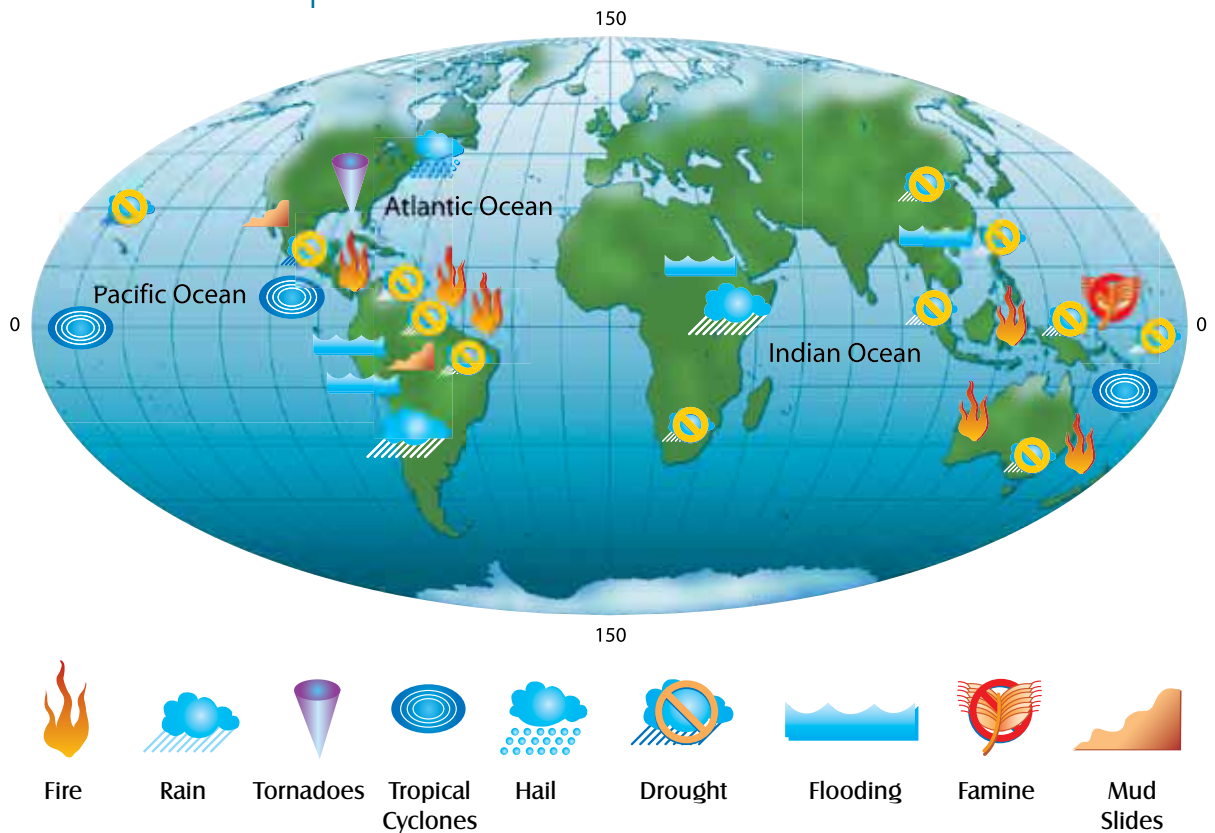 150
Atlantic Ocean
Pacific Ocean
0
0
Indian Ocean
150
Fire
Rain
Tornadoes
Tropical
Cyclones
Hail
Drought
Flooding
Famine
Mud
Slides